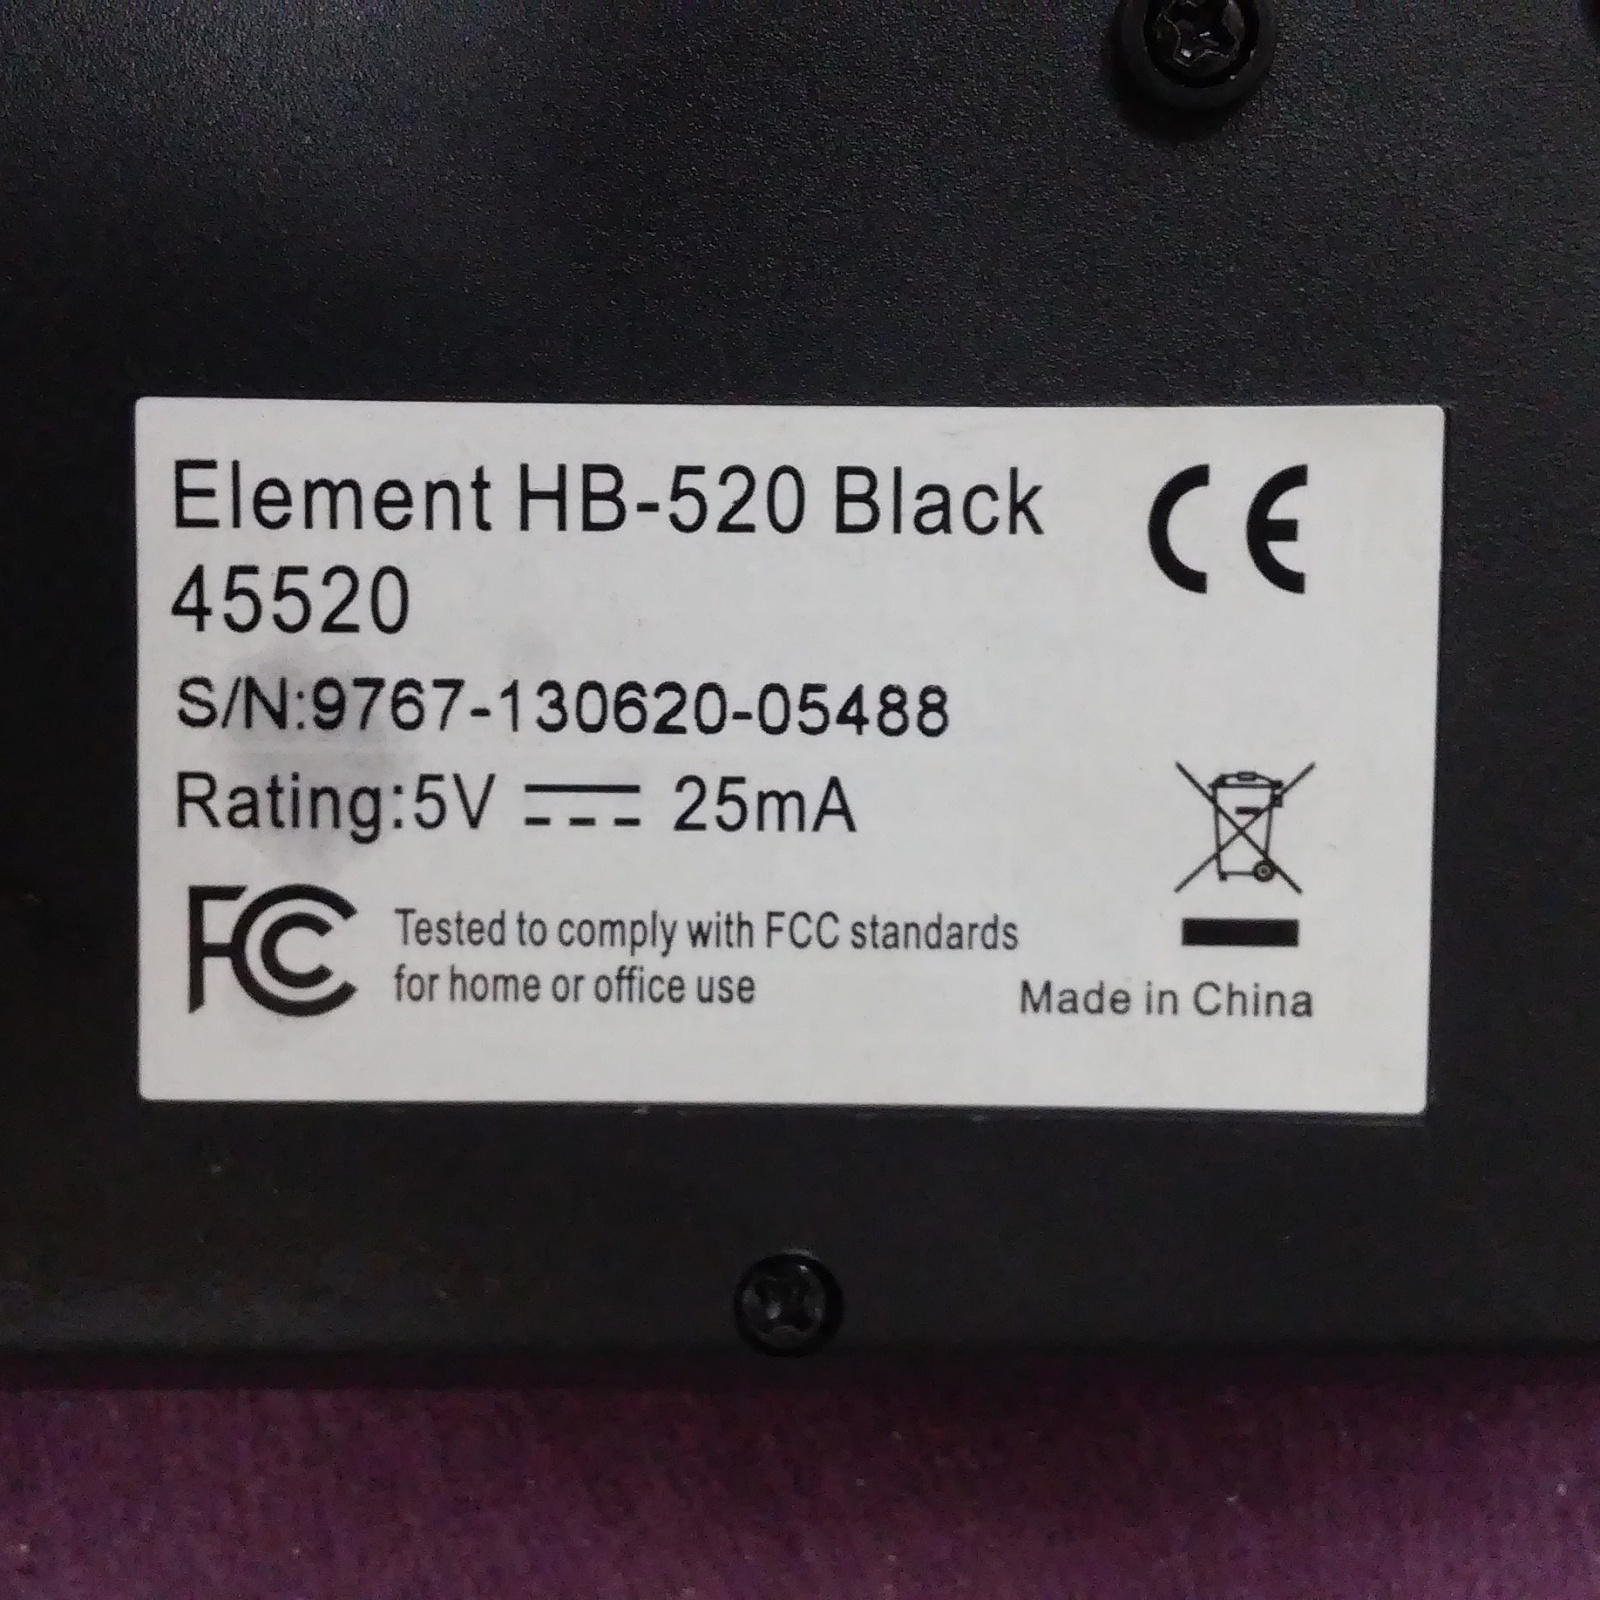 Element HB-520 Black
45520
S/N:9767-130620-05488
Rating:5V ⎓ 25mA
FC Tested to comply with FCC standards
for home or office use
CE
Made in China